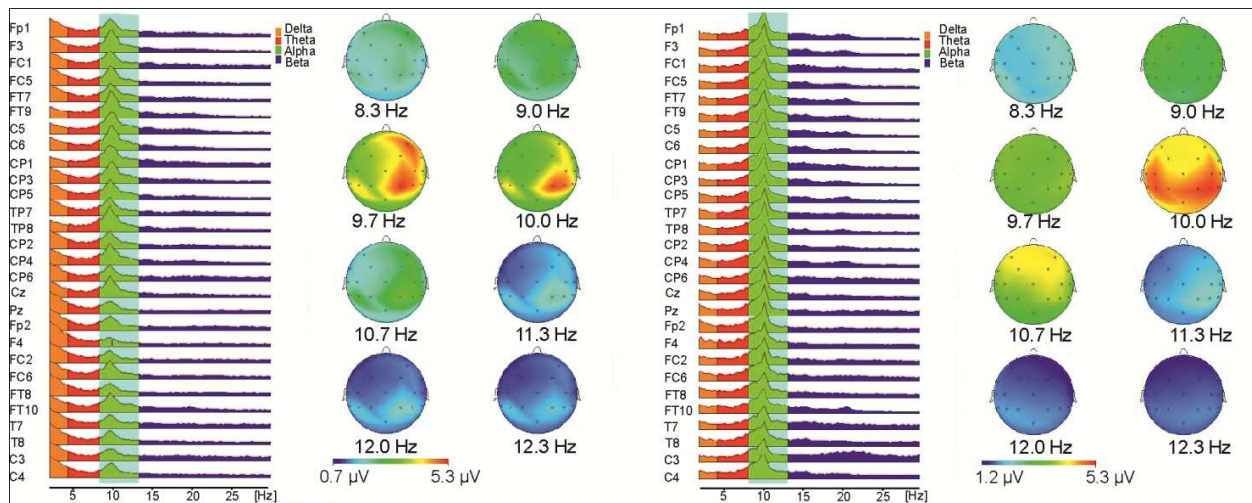 Fp1
F3
FC1
FC5
FT7
FT9
C5
C6
CP1
CP3
CP5
TP7
TP8
CP2
CP4
CP6
Cz
Pz
Fp2
F4
FC2
FC6
FT8
FT10
T7
T8
C3
C4
5 10 15 20 25 [Hz]
Delta
Theta
Alpha
Beta
8.3 Hz 9.0 Hz
9.7 Hz 10.0 Hz
10.7 Hz 11.3 Hz
12.0 Hz 12.3 Hz
0.7 µV 5.3 µV
Fp1
F3
FC1
FC5
FT7
FT9
C5
C6
CP1
CP3
CP5
TP7
TP8
CP2
CP4
CP6
Cz
Pz
Fp2
F4
FC2
FC6
FT8
FT10
T7
T8
C3
C4
5 10 15 20 25 [Hz]
Delta
Theta
Alpha
Beta
8.3 Hz 9.0 Hz
9.7 Hz 10.0 Hz
10.7 Hz 11.3 Hz
12.0 Hz 12.3 Hz
1.2 µV 5.3 µV